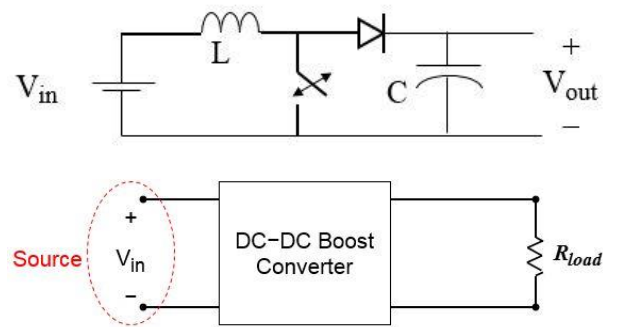 L
+
V_in
C
V_out
−
+
DC−DC Boost
Converter
Source
V_in
R_load
−